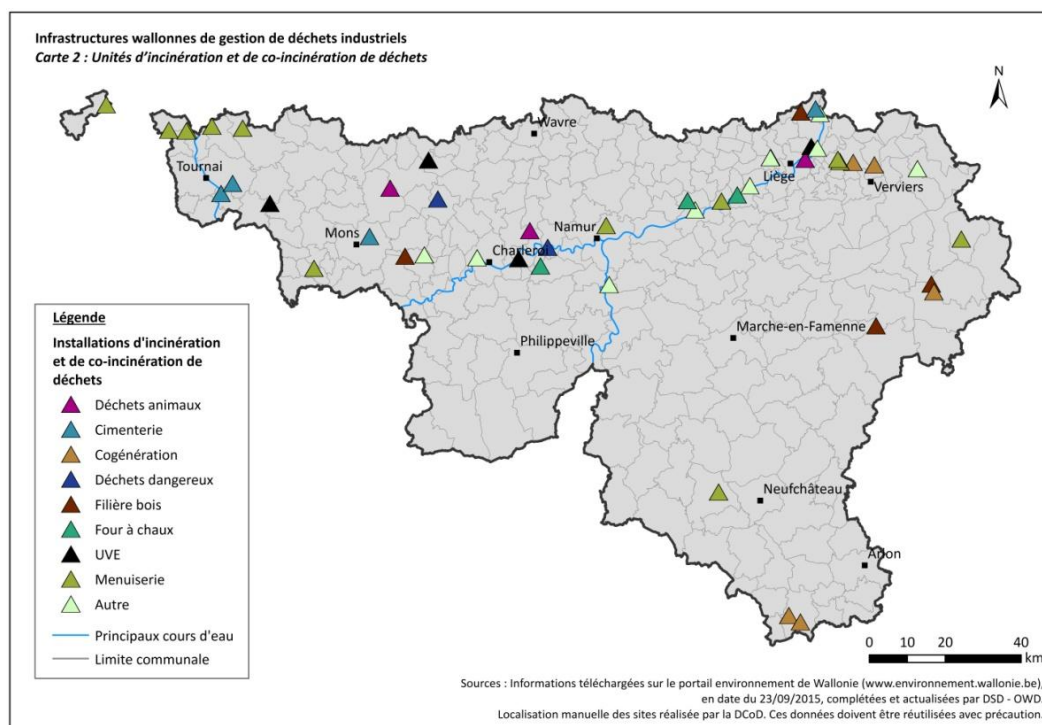 Infrastructures wallonnes de gestion de déchets industriels
Carte 2 : Unités d'incinération et de co-incinération de déchets
N
Wavre
Tournai
Liège
Verviers
Mons
Namur
Charleroi
Marche-en-Famenne
Philippeville
Neufchâteau
Arlon
Légende
Installations d'incinération
et de co-incinération de
déchets
Déchets animaux
Cimenterie
Cogénération
Déchets dangereux
Filière bois
Four à chaux
UVE
Menuiserie
Autre
Principaux cours d'eau
Limite communale
0 10 20 40
km
Sources : Informations téléchargées sur le portail environnement de Wallonie (www.environnement.wallonie.be),
en date du 23/09/2015, complétées et actualisées par DSD - OWD.
Localisation manuelle des sites réalisée par la DCoD. Ces données doivent être réutilisées avec précaution.